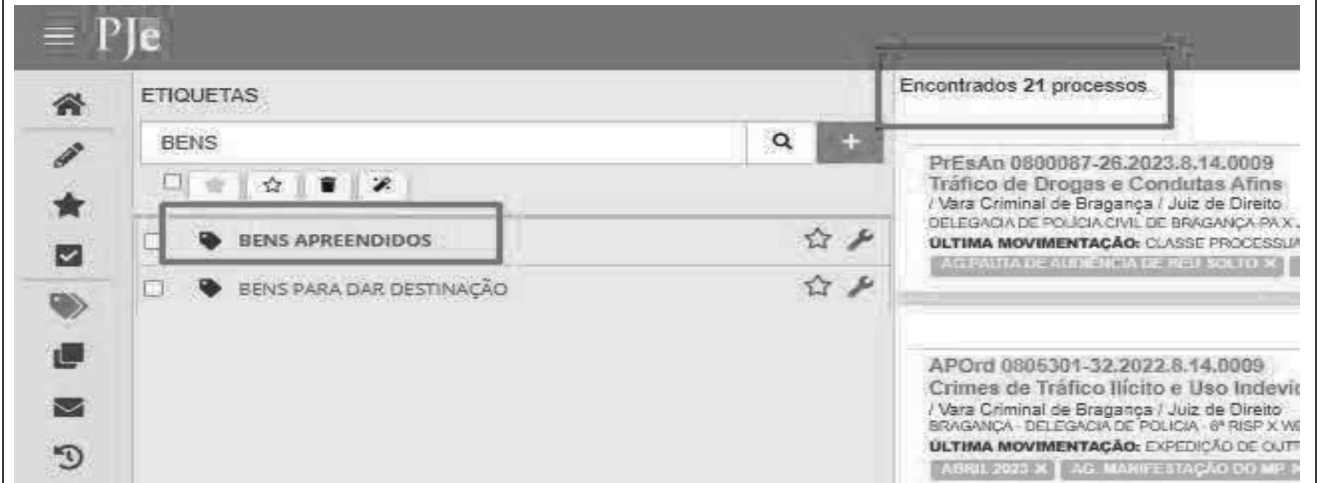 PJe
ETIQUETAS
BENS
BENS APREENDIDOS
BENS PARA DAR DESTINAÇÃO
Encontrados 21 processos.
PrEsAn 0800087-26.2023.8.14.0009
Tráfico de Drogas e Condutas Afins
/ Vara Criminal de Bragança / Juiz de Direito
DELEGACIA DE POLÍCIA CIVIL DE BRAGANÇA-PA X
ÚLTIMA MOVIMENTAÇÃO: CLASSE PROCESSUA
AG.PAUTA DE AUDIÊNCIA DE RÉU SOLTO ×
APOrd 0805301-32.2022.8.14.0009
Crimes de Tráfico Ilícito e Uso Indevid
/ Vara Criminal de Bragança / Juiz de Direito
BRAGANÇA - DELEGACIA DE POLICIA - 6ª RISP X
ÚLTIMA MOVIMENTAÇÃO: EXPEDIÇÃO DE OUT
ABRIL 2023 × AG. MANIFESTAÇÃO DO MP ×